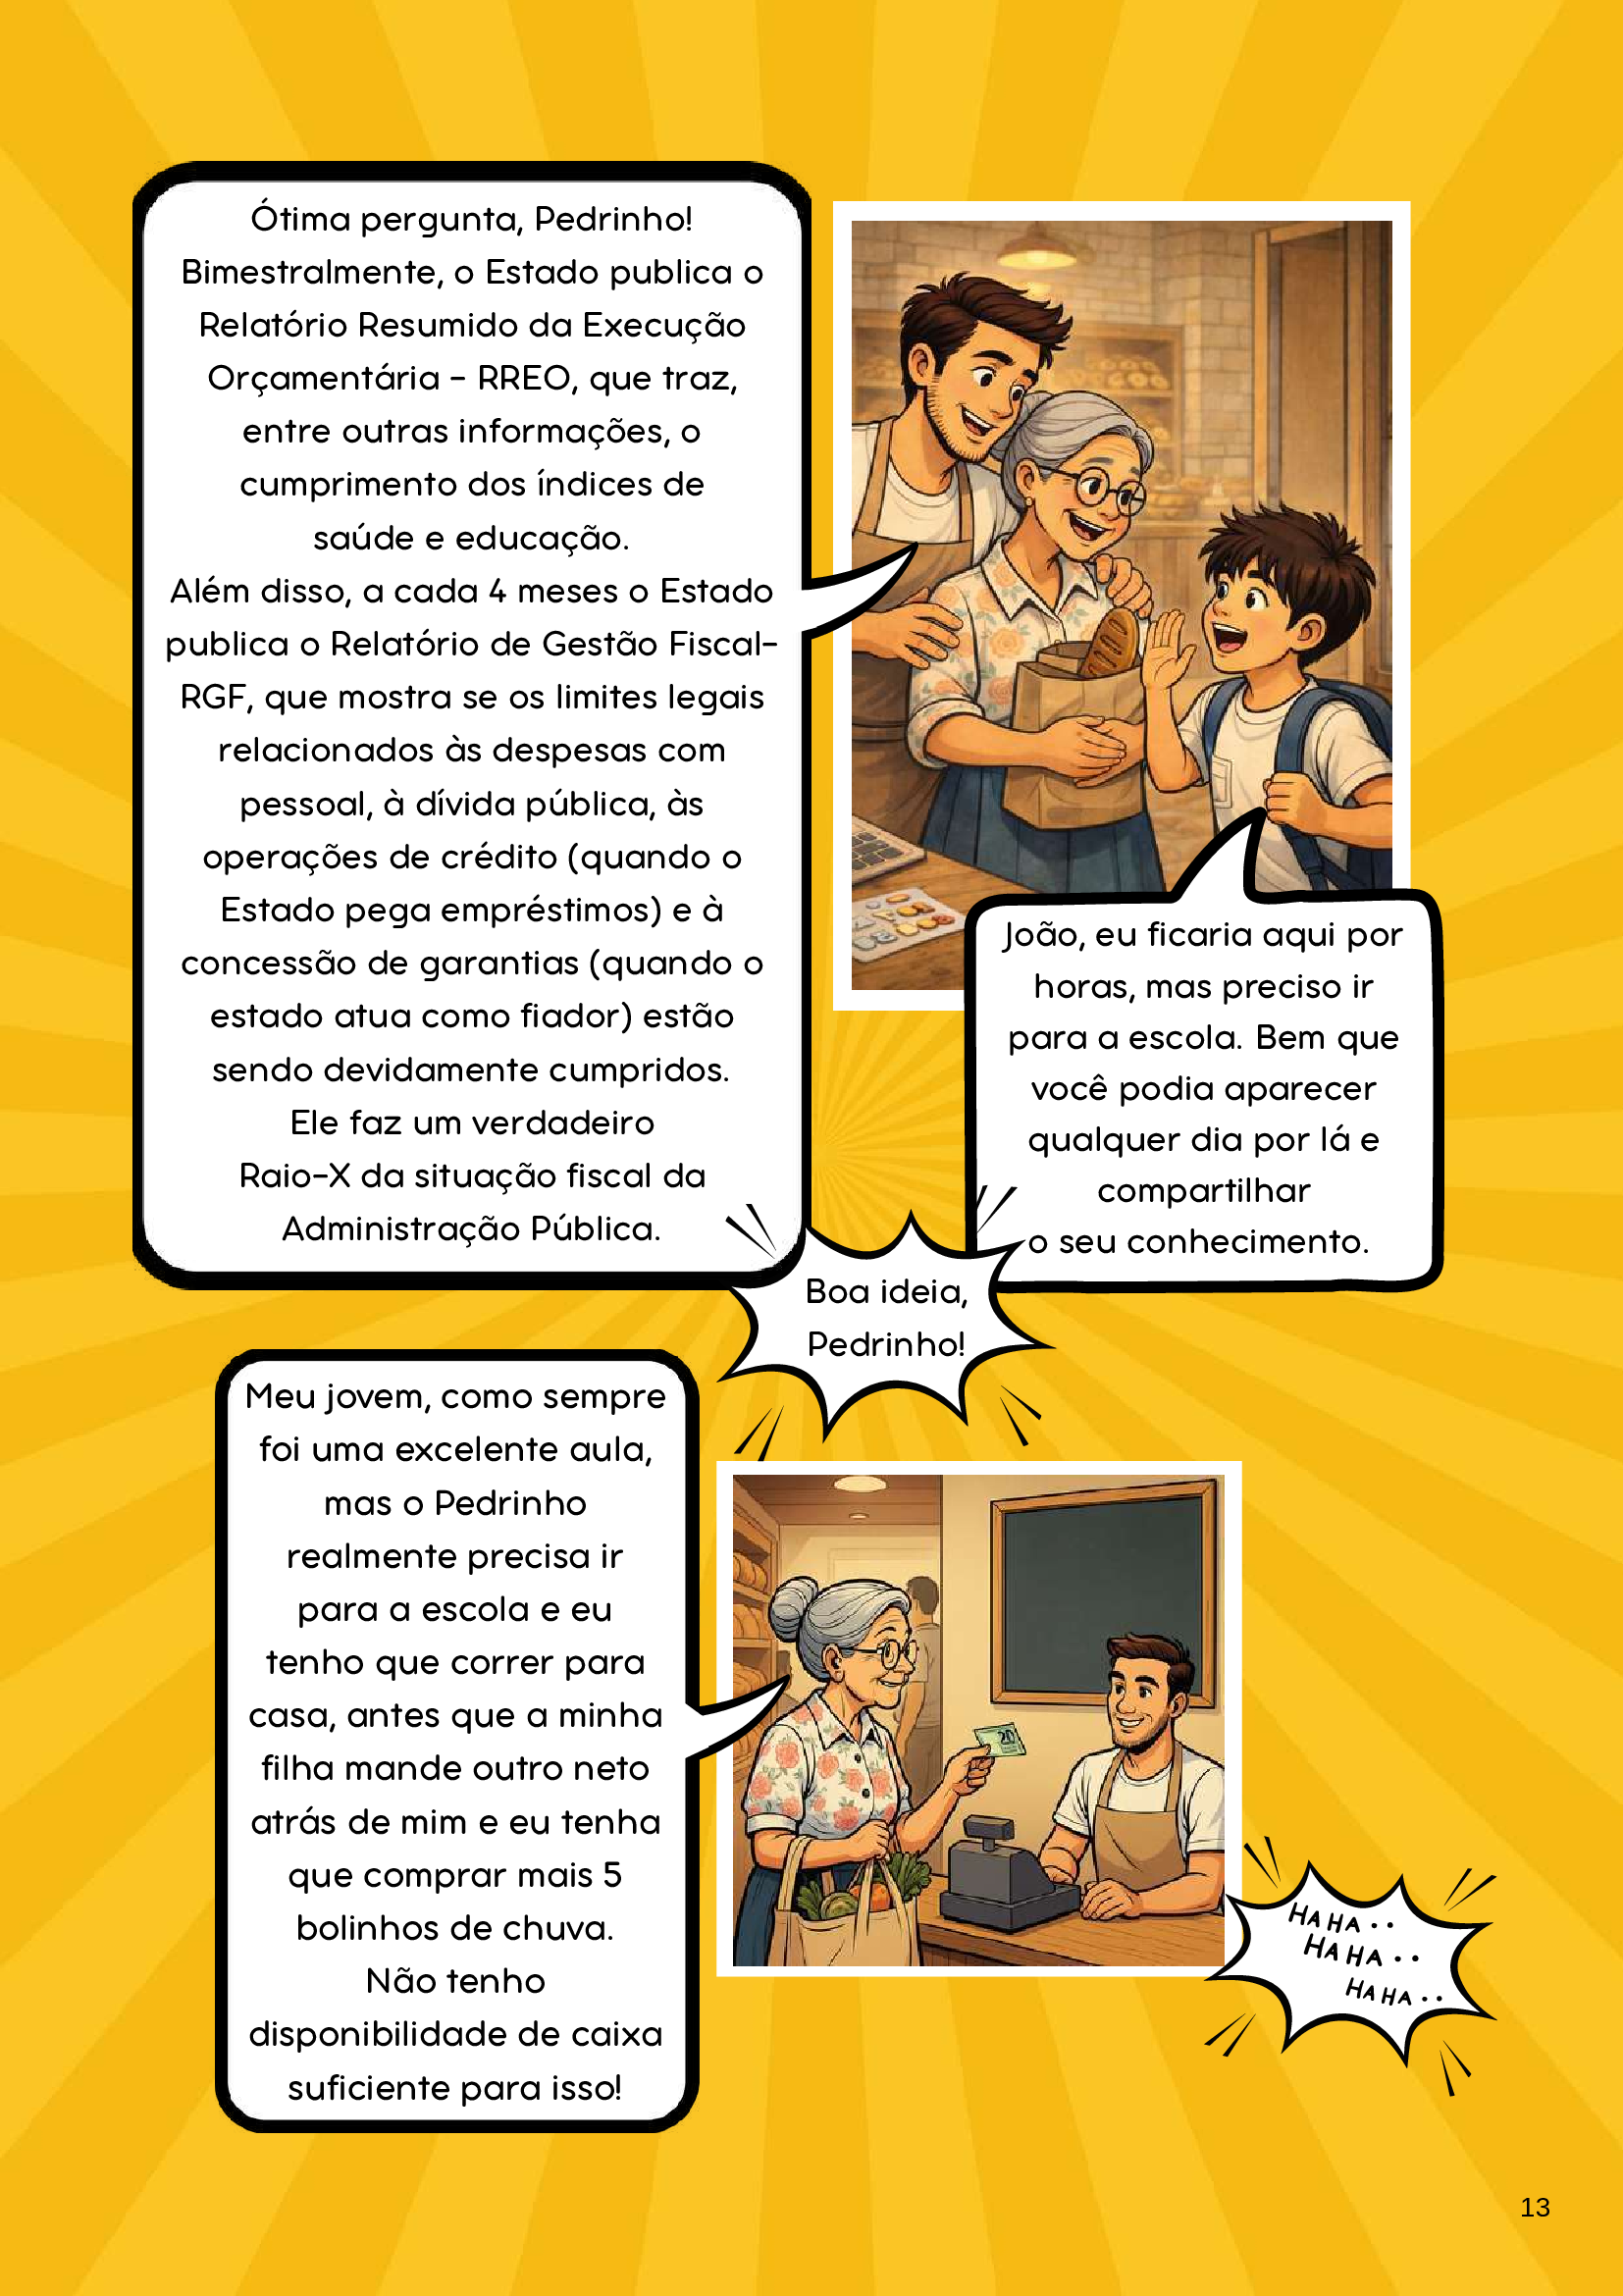 Ótima pergunta, Pedrinho!
Bimestralmente, o Estado publica o
Relatório Resumido da Execução
Orçamentária - RREO, que traz,
entre outras informações, o
cumprimento dos índices de
saúde e educação.
Além disso, a cada 4 meses o Estado
publica o Relatório de Gestão Fiscal-
RGF, que mostra se os limites legais
relacionados às despesas com
pessoal, à dívida pública, às
operações de crédito (quando o
Estado pega empréstimos) e à
concessão de garantias (quando o
estado atua como fiador) estão
sendo devidamente cumpridos.
Ele faz um verdadeiro
Raio-X da situação fiscal da
Administração Pública.
João, eu ficaria aqui por
horas, mas preciso ir
para a escola. Bem que
você podia aparecer
qualquer dia por lá e
compartilhar
o seu conhecimento.
Boa ideia,
Pedrinho!
Meu jovem, como sempre
foi uma excelente aula,
mas o Pedrinho
realmente precisa ir
para a escola e eu
tenho que correr para
casa, antes que a minha
filha mande outro neto
atrás de mim e eu tenha
que comprar mais 5
bolinhos de chuva.
Não tenho
disponibilidade de caixa
suficiente para isso!
20
HAHA..
HAHA..
HAHA..
13